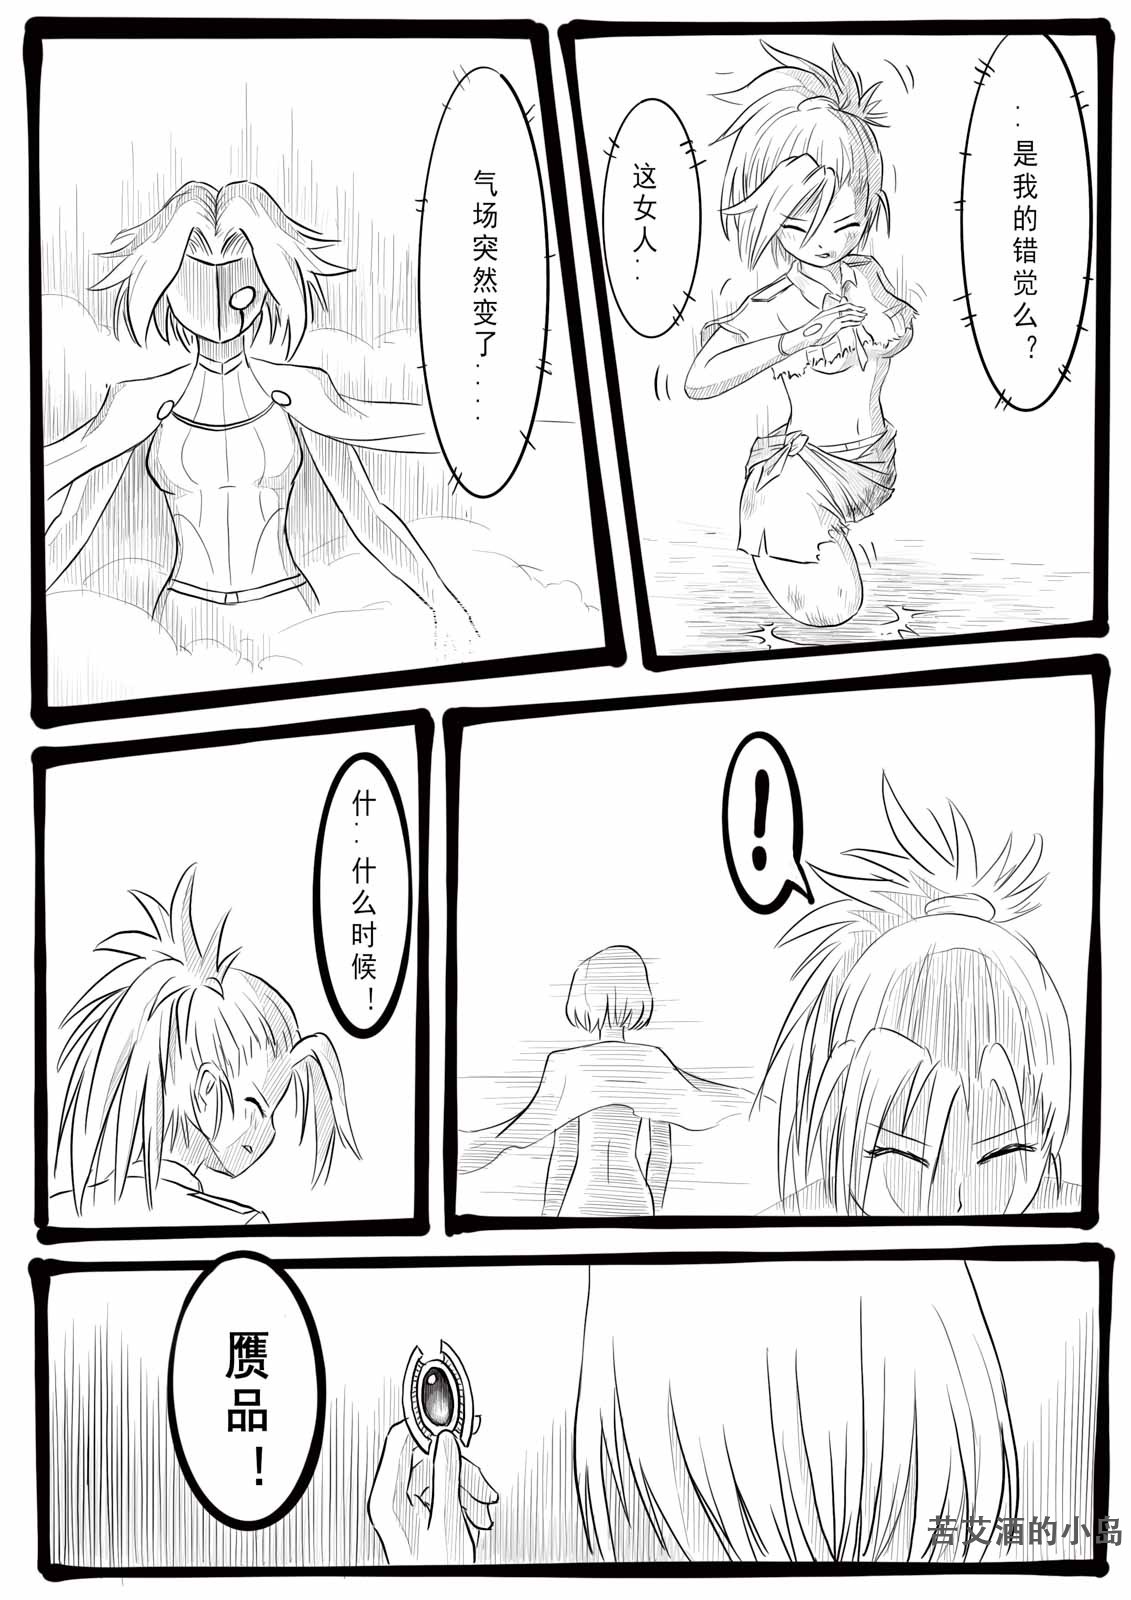 ..是我的错觉么？
这女人..
气场突然变了....
！
什..什么时候！
赝品！
苦艾酒的小岛